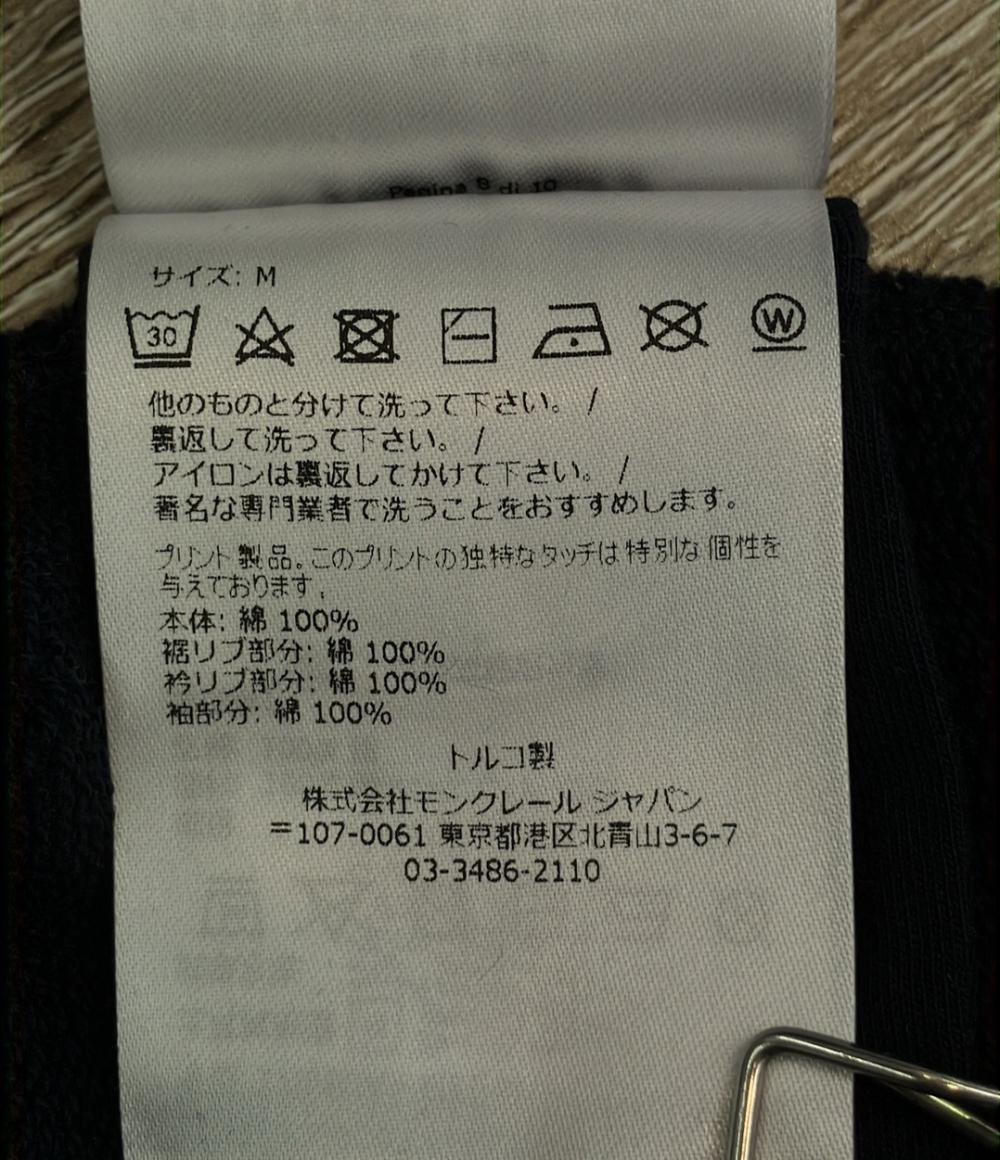 Pagina 8 di 10
サイズ: M
30
W
他のものと分けて洗って下さい。 /
裏返して洗って下さい。 /
アイロンは裏返してかけて下さい。 /
著名な専門業者で洗うことをおすすめします。
プリント製品。このプリントの独特なタッチは特別な個性を
与えております。
本体: 綿 100%
裾リブ部分: 綿 100%
衿リブ部分: 綿 100%
袖部分: 綿 100%
トルコ製
株式会社モンクレール ジャパン
〒107-0061 東京都港区北青山3-6-7
03-3486-2110